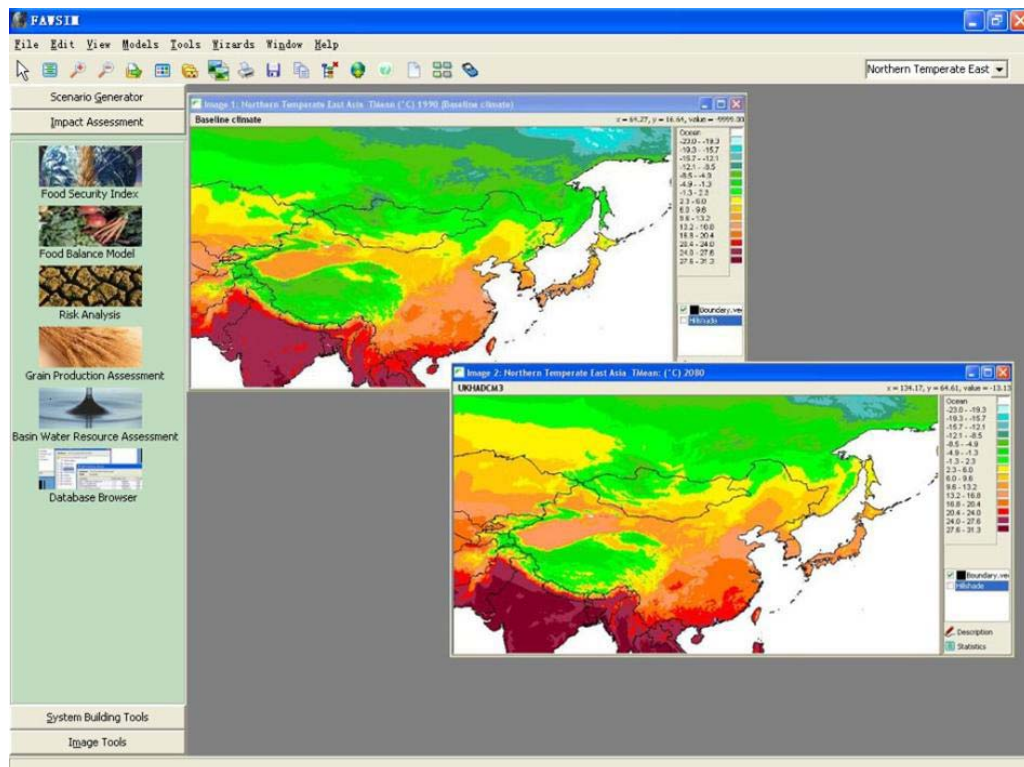 FAWSIM
File Edit View Models Tools Wizards Window Help
Northern Temperate East
Scenario Generator
Impact Assessment
Food Security Index
Food Balance Model
Risk Analysis
Grain Production Assessment
Basin Water Resource Assessment
Database Browser
System Building Tools
Image Tools
Image 1: Northern Temperate East Asia TMean (°C) 1990 (Baseline climate)
Baseline climate
x = 64.27, y = 16.64, value = -9999.00
Ocean
-23.0 - -19.3
-19.3 - -15.7
-15.7 - -12.1
-12.1 - -8.5
-8.5 - -4.9
-4.9 - -1.3
-1.3 - 2.3
2.3 - 6.0
6.0 - 9.6
9.6 - 13.2
13.2 - 16.8
16.8 - 20.4
20.4 - 24.0
24.0 - 27.6
27.6 - 31.3
Boundary.vec
Hillshade
Image 2: Northern Temperate East Asia TMean: (°C) 2080
UKHADCM3
x = 134.17, y = 64.61, value = -13.13
Ocean
-23.0 - -19.3
-19.3 - -15.7
-15.7 - -12.1
-12.1 - -8.5
-8.5 - -4.9
-4.9 - -1.3
-1.3 - 2.3
2.3 - 6.0
6.0 - 9.6
9.6 - 13.2
13.2 - 16.8
16.8 - 20.4
20.4 - 24.0
24.0 - 27.6
27.6 - 31.3
Boundary.vec
Hillshade
Description
Statistics